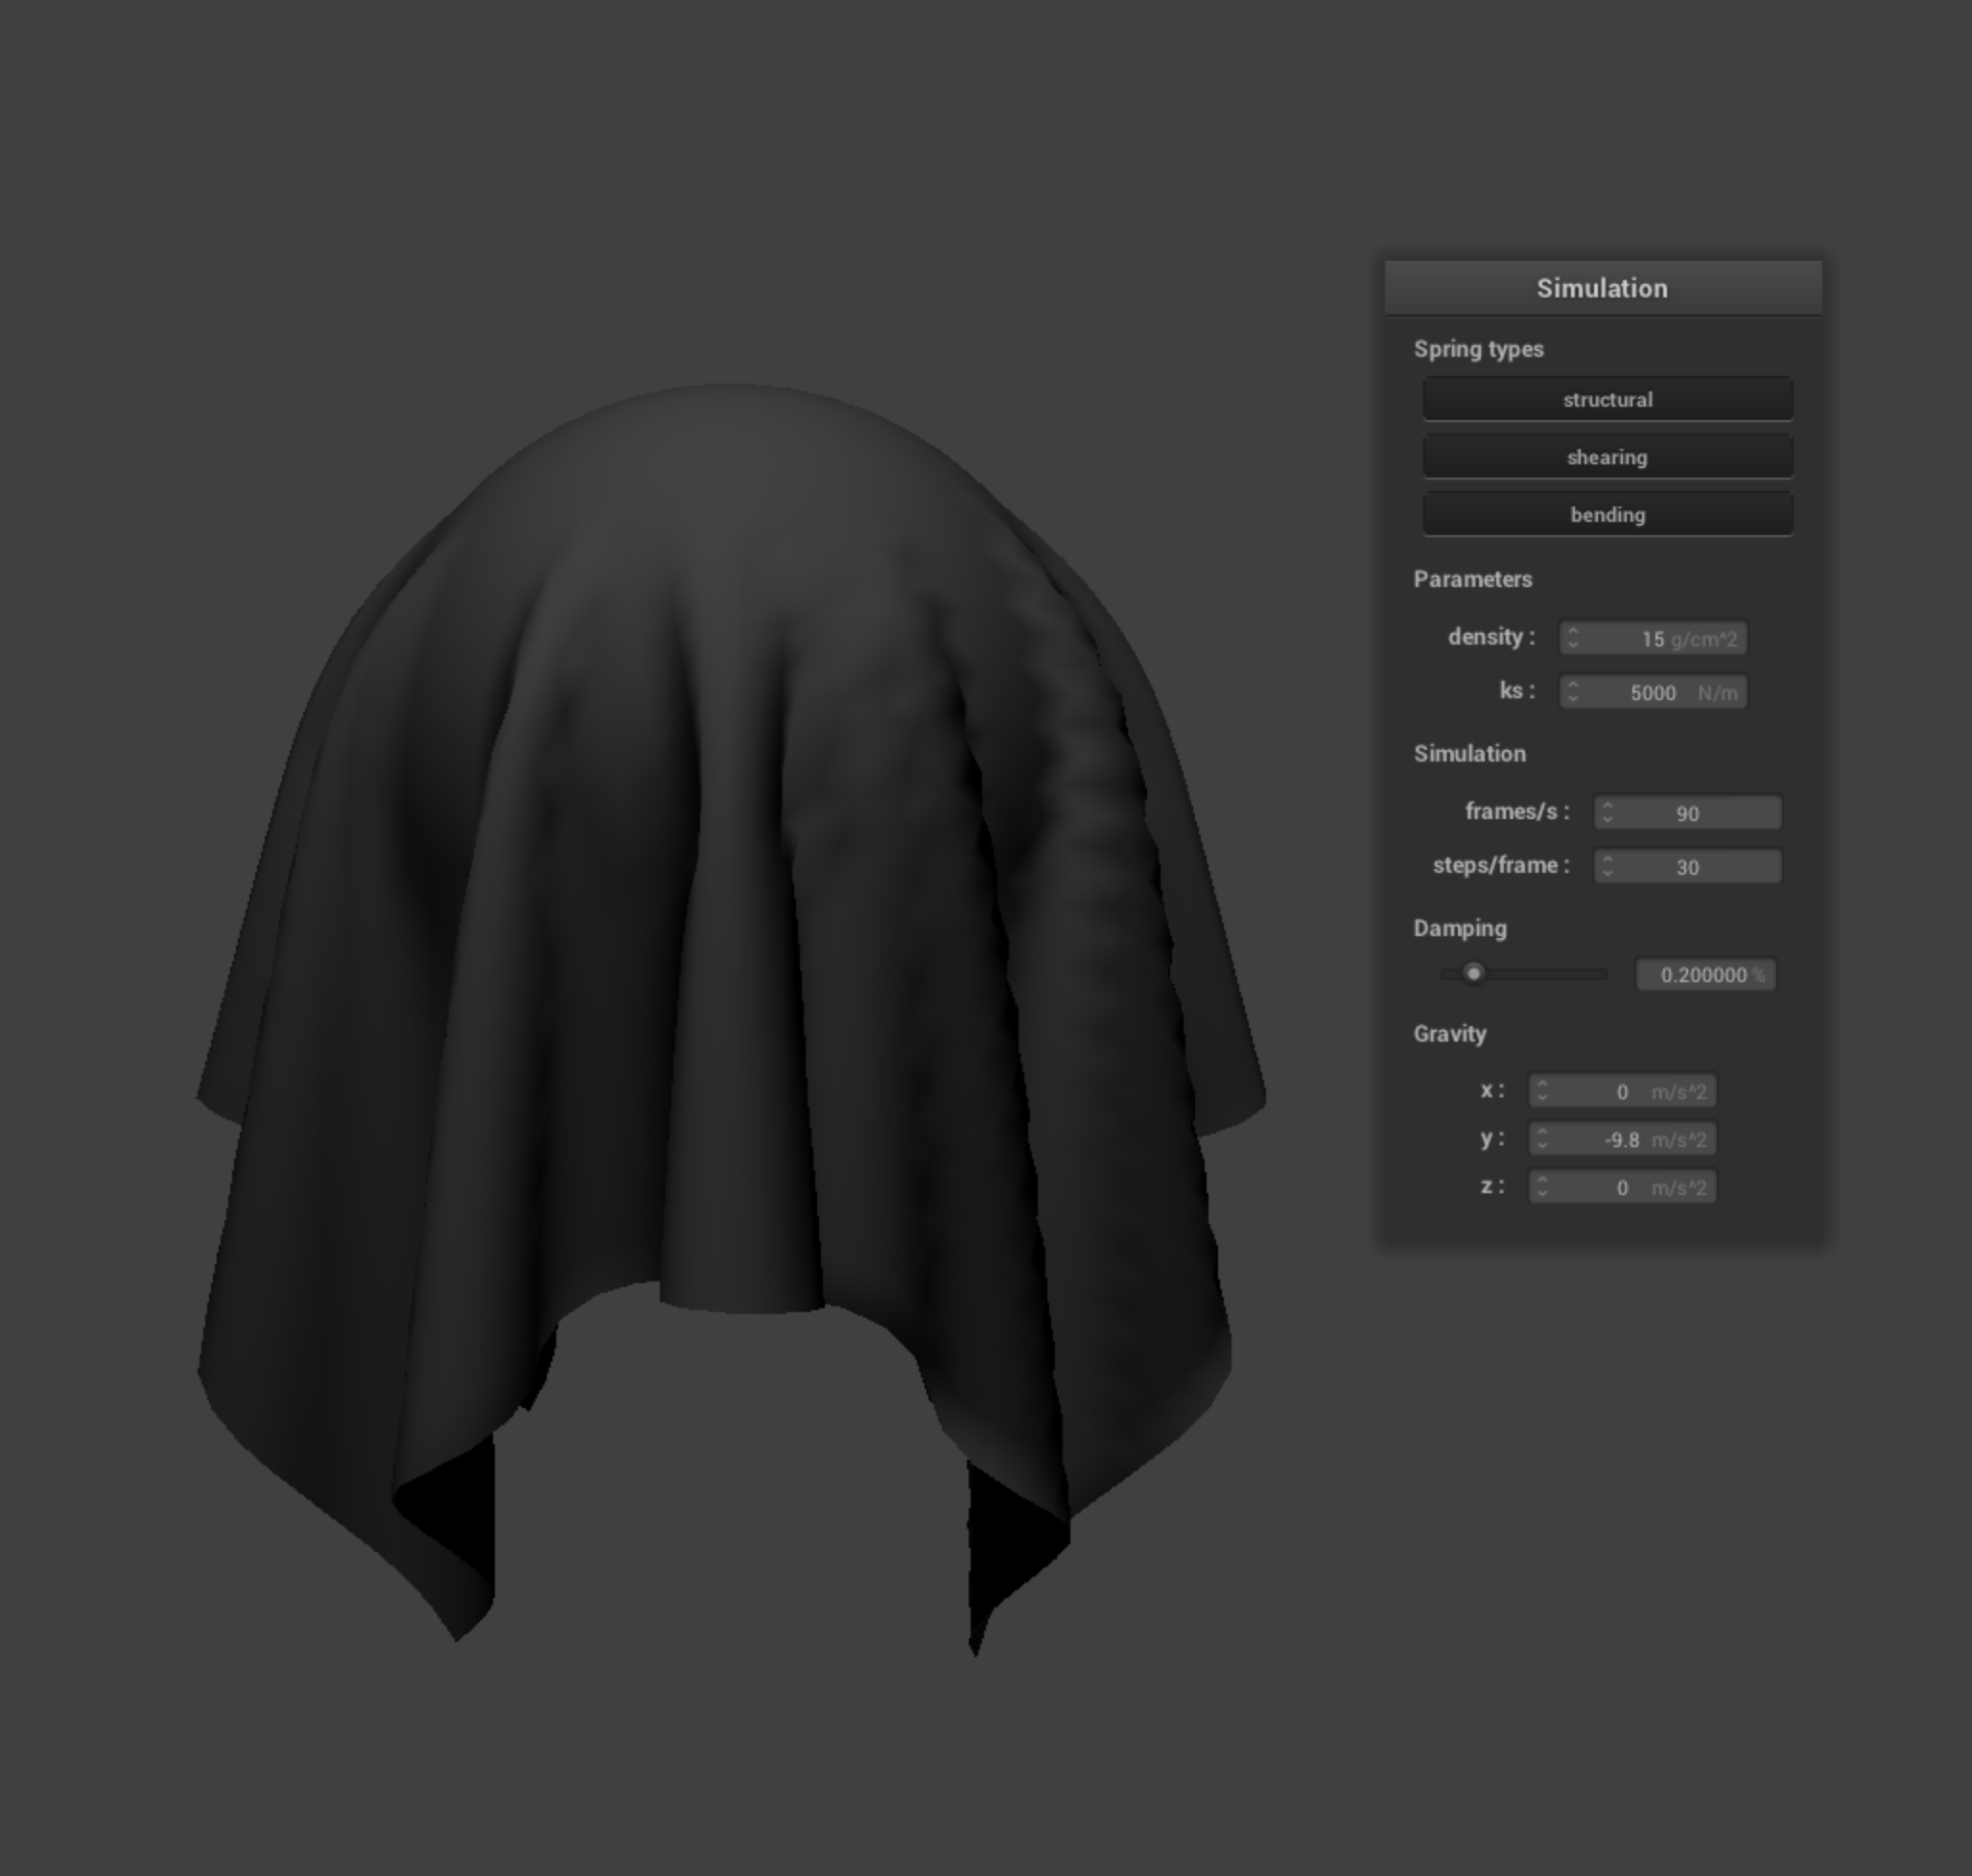 Simulation
Spring types
structural
shearing
bending
Parameters
density : 15 g/cm^2
ks : 5000 N/m
Simulation
frames/s : 90
steps/frame : 30
Damping
0.200000 %
Gravity
x : 0 m/s^2
y : -9.8 m/s^2
z : 0 m/s^2